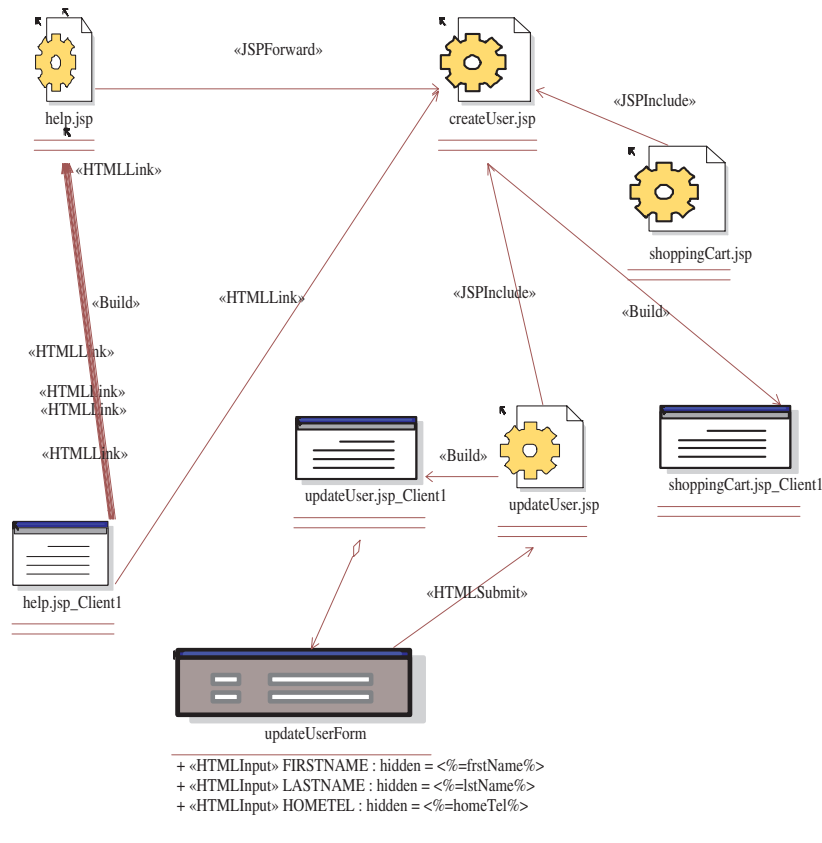 «JSPForward»
«JSPInclude»
help.jsp
createUser.jsp
«HTMLLink»
shoppingCart.jsp
«HTMLLink»
«JSPInclude»
«Build»
«Build»
«HTMLLink»
«HTMLLink»
«HTMLLink»
«HTMLLink»
«Build»
updateUser.jsp_Client1
updateUser.jsp
shoppingCart.jsp_Client1
help.jsp_Client1
«HTMLSubmit»
updateUserForm
+ «HTMLInput» FIRSTNAME : hidden = <%=frstName%>
+ «HTMLInput» LASTNAME : hidden = <%=lstName%>
+ «HTMLInput» HOMETEL : hidden = <%=homeTel%>